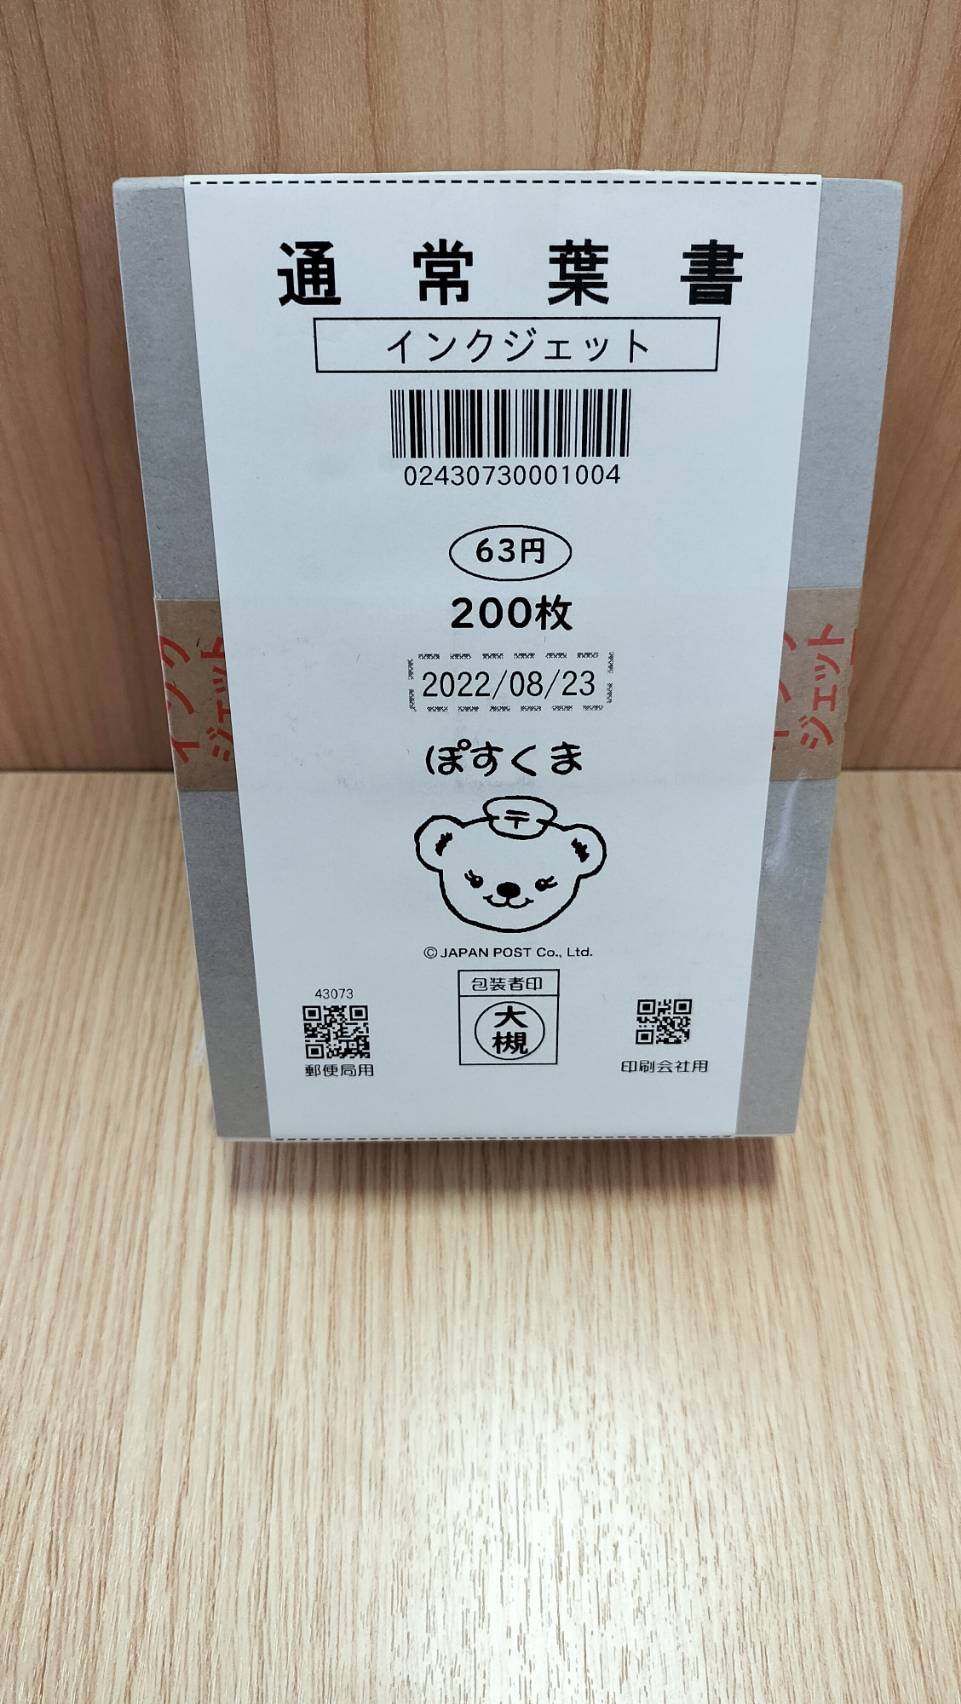 通常葉書
インクジェット
02430730001004
63円
200枚
2022/08/23
ぽすくま
〒
©JAPAN POST Co., Ltd.
43073
郵便局用
包装者印
大槻
印刷会社用
インク
ジェット
ジェット